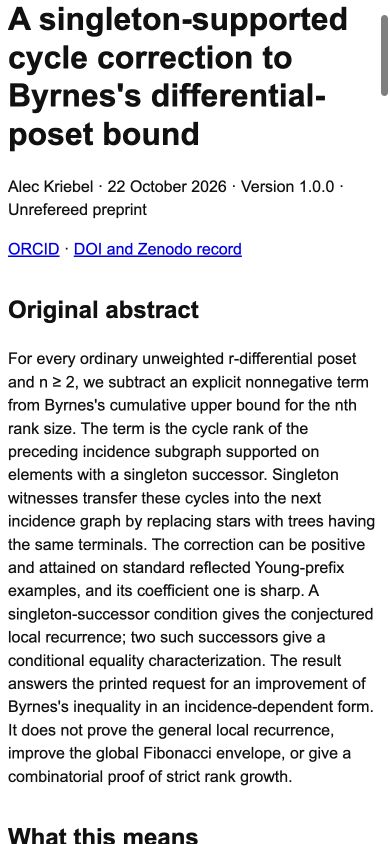 A singleton-supported
cycle correction to
Byrnes's differential-
poset bound
Alec Kriebel · 22 October 2026 · Version 1.0.0 ·
Unrefereed preprint
ORCID · DOI and Zenodo record
Original abstract
For every ordinary unweighted r-differential poset
and n ≥ 2, we subtract an explicit nonnegative term
from Byrnes's cumulative upper bound for the nth
rank size. The term is the cycle rank of the
preceding incidence subgraph supported on
elements with a singleton successor. Singleton
witnesses transfer these cycles into the next
incidence graph by replacing stars with trees having
the same terminals. The correction can be positive
and attained on standard reflected Young-prefix
examples, and its coefficient one is sharp. A
singleton-successor condition gives the conjectured
local recurrence; two such successors give a
conditional equality characterization. The result
answers the printed request for an improvement of
Byrnes's inequality in an incidence-dependent form.
It does not prove the general local recurrence,
improve the global Fibonacci envelope, or give a
combinatorial proof of strict rank growth.
What this means